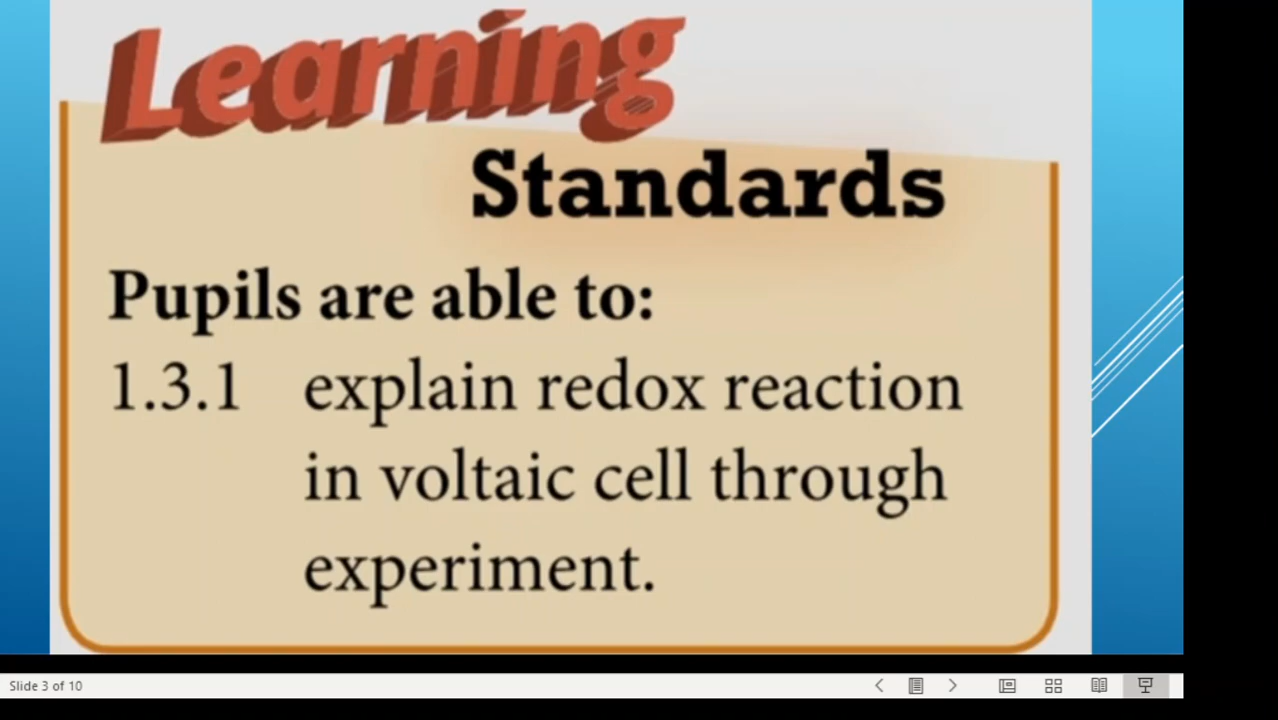 Learning
Standards
Pupils are able to:
1.3.1 explain redox reaction
in voltaic cell through
experiment.
Slide 3 of 10